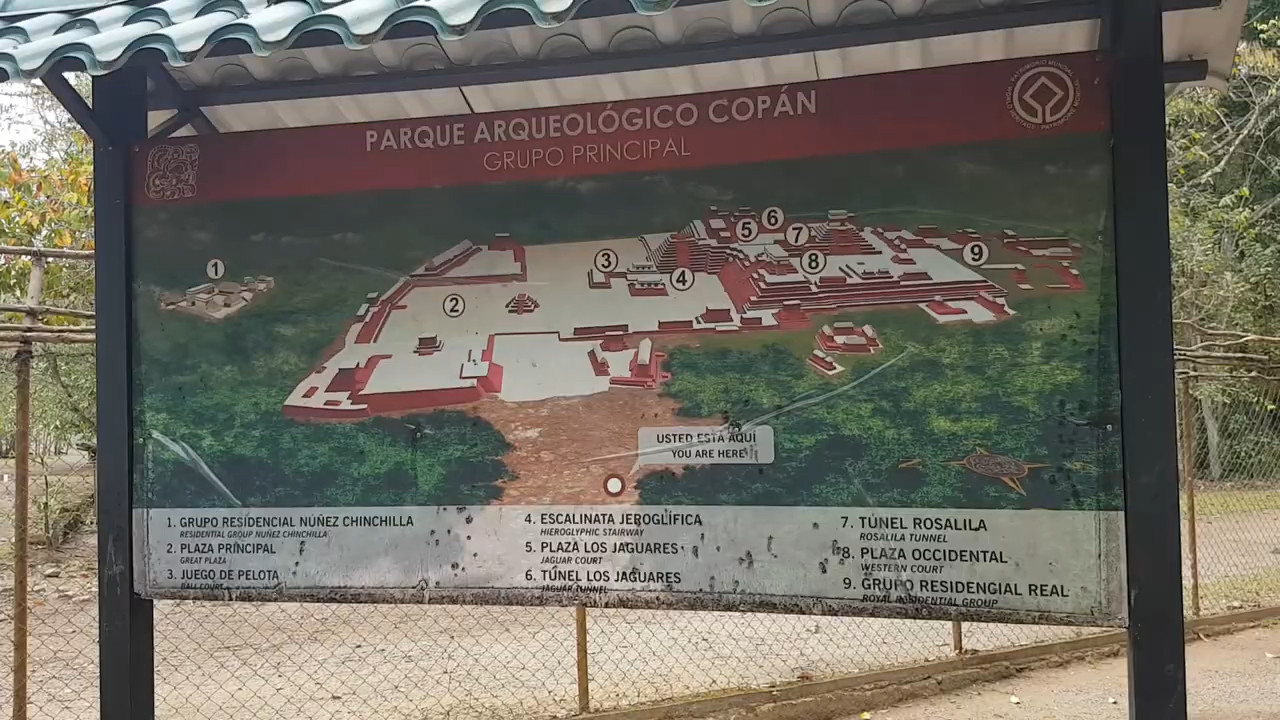 PARQUE ARQUEOLÓGICO COPÁN
GRUPO PRINCIPAL
1
2
3
4
5
6
7
8
9
USTED ESTÁ AQUÍ
YOU ARE HERE
1. GRUPO RESIDENCIAL NÚÑEZ CHINCHILLA
RESIDENTIAL GROUP NUÑEZ CHINCHILLA
2. PLAZA PRINCIPAL
GREAT PLAZA
3. JUEGO DE PELOTA
BALL COURT
4. ESCALINATA JEROGLÍFICA
HIEROGLYPHIC STAIRWAY
5. PLAZA LOS JAGUARES
JAGUAR COURT
6. TÚNEL LOS JAGUARES
JAGUAR TUNNEL
7. TÚNEL ROSALILA
ROSALILA TUNNEL
8. PLAZA OCCIDENTAL
WESTERN COURT
9. GRUPO RESIDENCIAL REAL
ROYAL RESIDENTIAL GROUP